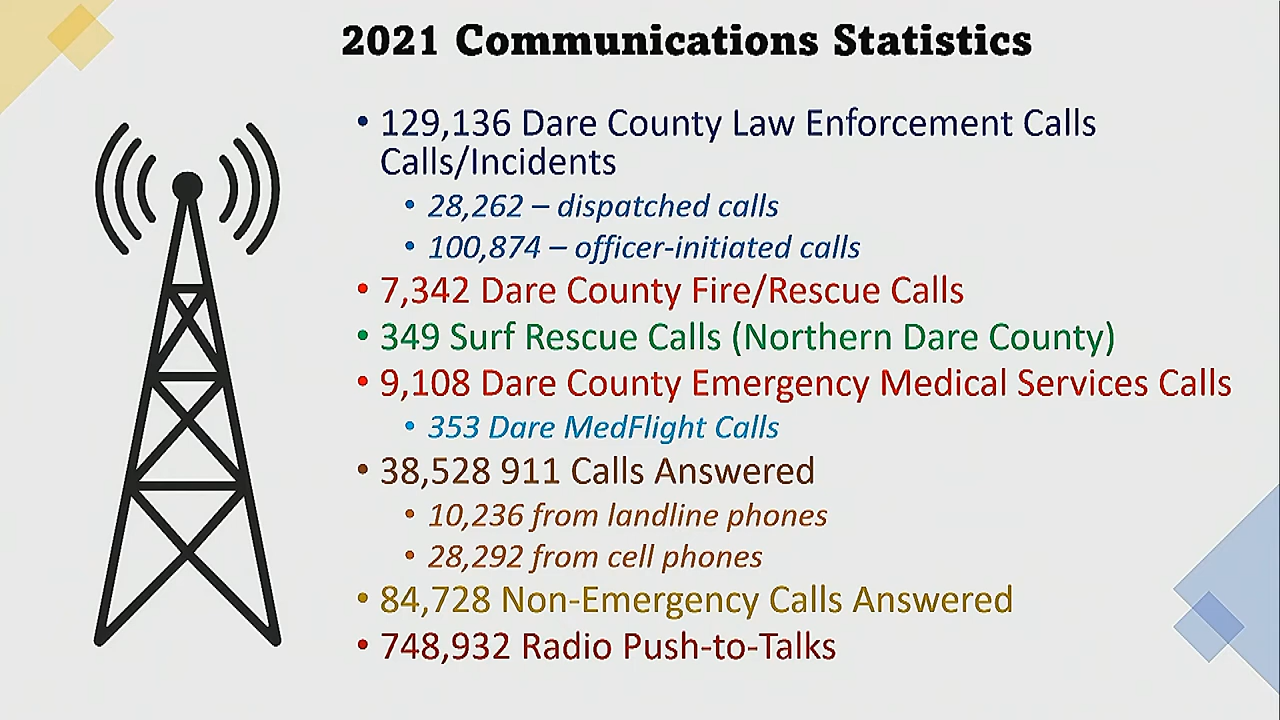 2021 Communications Statistics
• 129,136 Dare County Law Enforcement Calls
Calls/Incidents
• 28,262 – dispatched calls
• 100,874 – officer-initiated calls
• 7,342 Dare County Fire/Rescue Calls
• 349 Surf Rescue Calls (Northern Dare County)
• 9,108 Dare County Emergency Medical Services Calls
• 353 Dare MedFlight Calls
• 38,528 911 Calls Answered
• 10,236 from landline phones
• 28,292 from cell phones
• 84,728 Non-Emergency Calls Answered
• 748,932 Radio Push-to-Talks